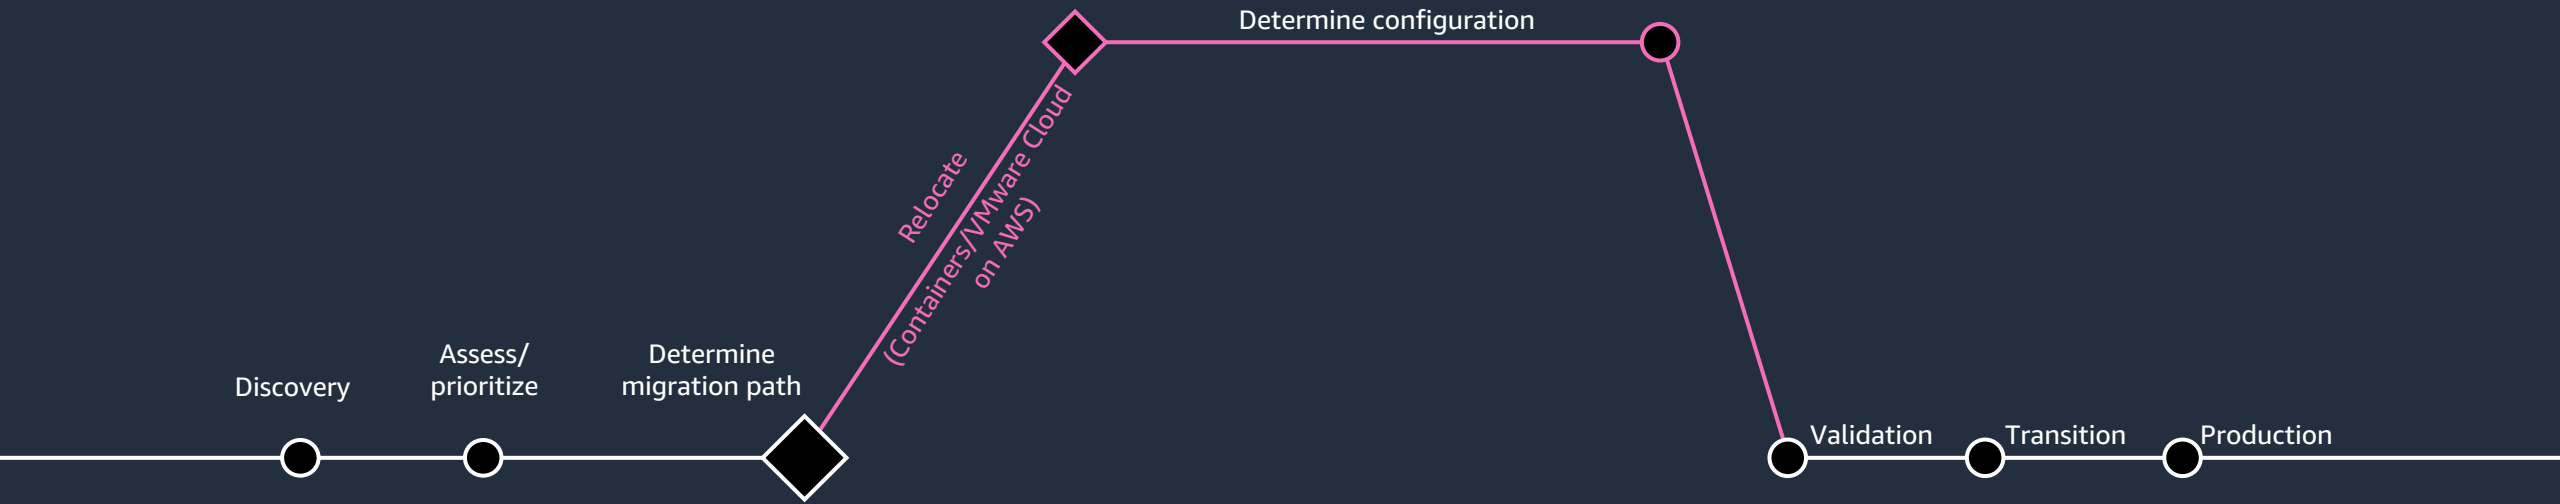 Determine configuration
Relocate
(Containers/VMware Cloud
on AWS)
Discovery
Assess/
prioritize
Determine
migration path
Validation
Transition
Production